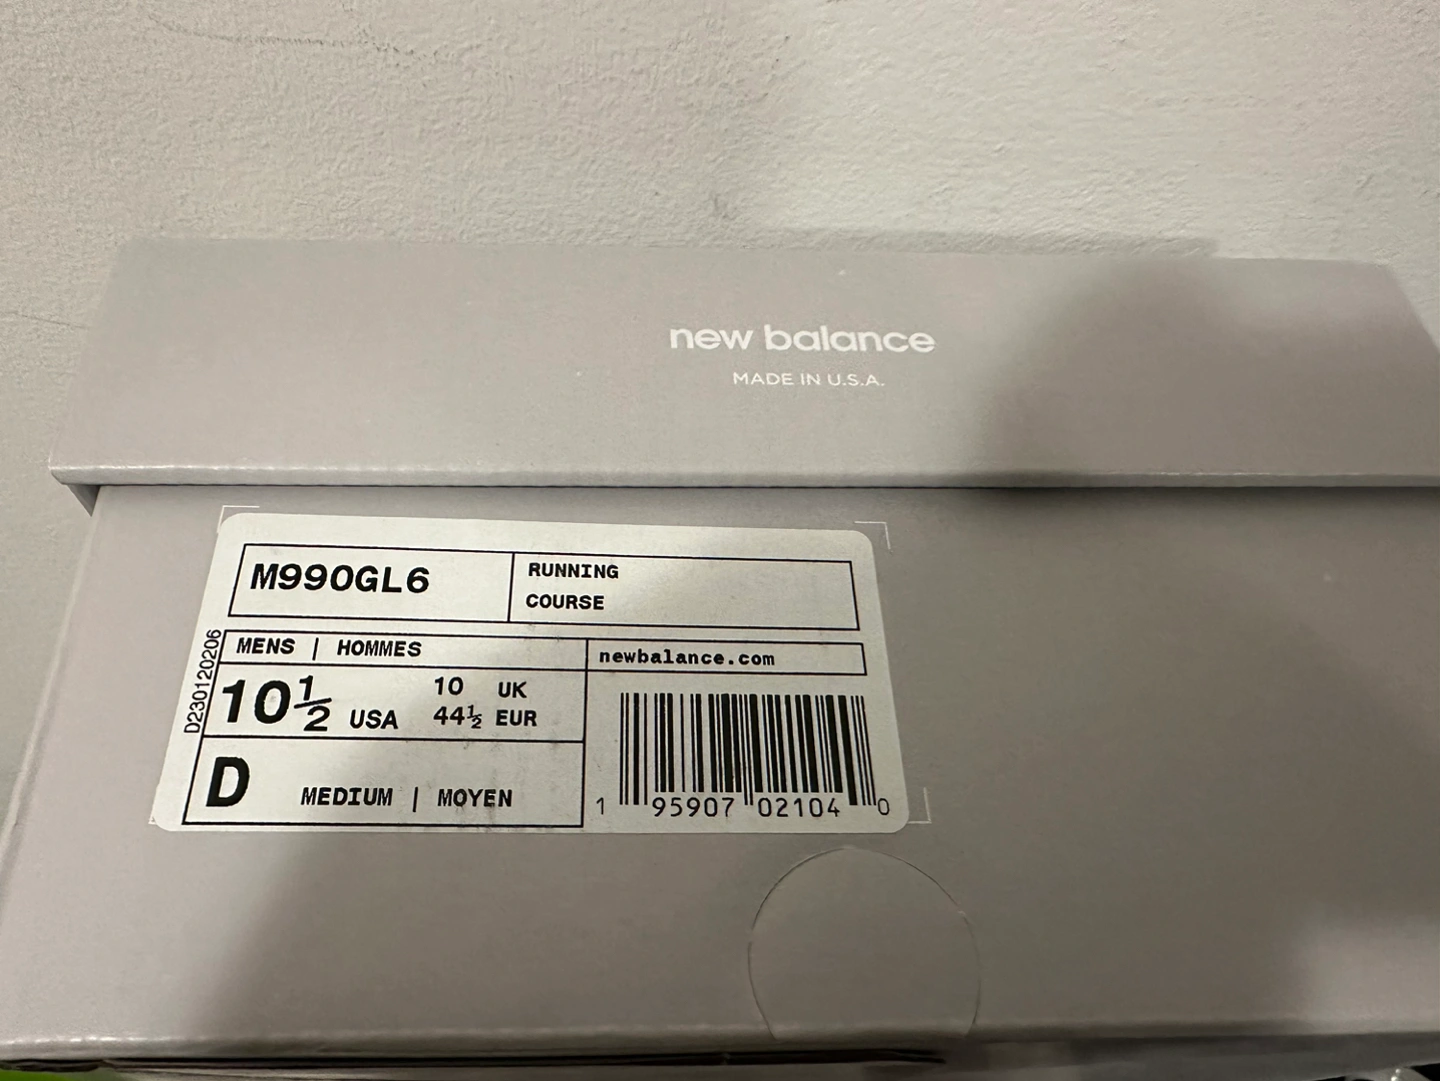 new balance
MADE IN U.S.A.
M990GL6
RUNNING
COURSE
D230120206
MENS | HOMMES
newbalance.com
10½ USA
10 UK
44½ EUR
D MEDIUM | MOYEN
1 95907 02104 0